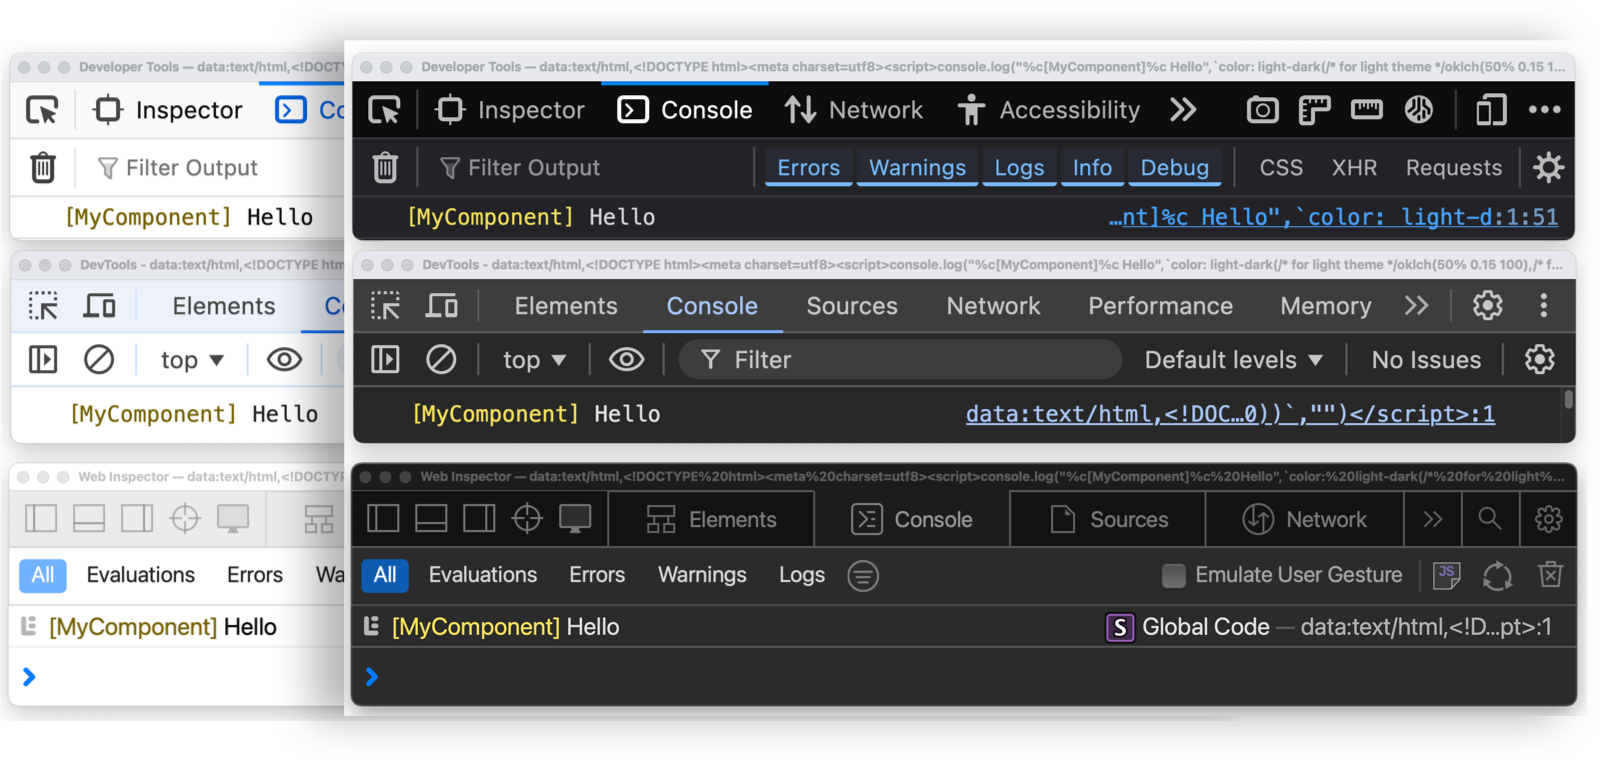 Developer Tools — data:text/html,<!DOCT
Inspector
Co
Filter Output
[MyComponent] Hello
DevTools - data:text/html,<!DOCTYPE htm
Elements
Co
top
[MyComponent] Hello
Web Inspector — data:text/html,<!DOCTYP
All Evaluations Errors Wa
[MyComponent] Hello
Developer Tools — data:text/html,<!DOCTYPE html><meta charset=utf8><script>console.log("%c[MyComponent]%c Hello",`color: light-dark(/* for light theme */oklch(50% 0.15 1...
Inspector Console Network Accessibility
Filter Output Errors Warnings Logs Info Debug CSS XHR Requests
[MyComponent] Hello …nt]%c Hello",`color: light-d:1:51
DevTools - data:text/html,<!DOCTYPE html><meta charset=utf8><script>console.log("%c[MyComponent]%c Hello",`color: light-dark(/* for light theme */oklch(50% 0.15 100),/* f...
Elements Console Sources Network Performance Memory
top Filter Default levels No Issues
[MyComponent] Hello data:text/html,<!DOC…0))`,"")</script>:1
Web Inspector — data:text/html,<!DOCTYPE%20html><meta%20charset=utf8><script>console.log("%c[MyComponent]%c%20Hello",`color:%20light-dark(/*%20for%20light%...
Elements Console Sources Network
All Evaluations Errors Warnings Logs Emulate User Gesture JS
[MyComponent] Hello S Global Code — data:text/html,<!D...pt>:1